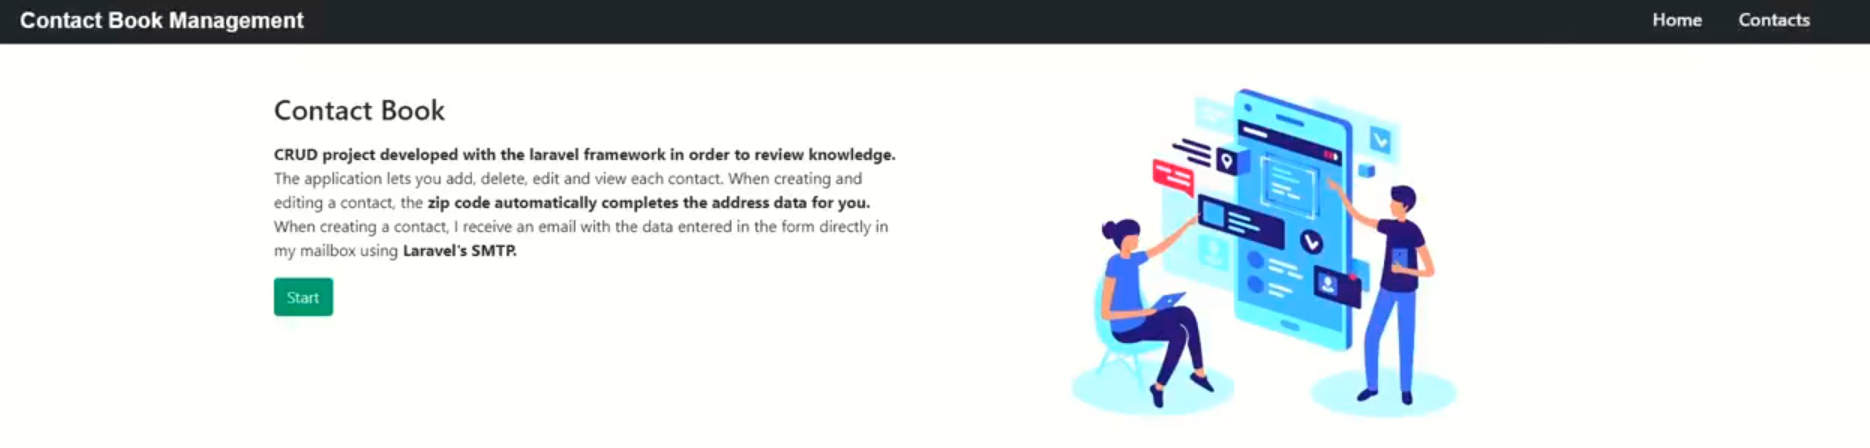 Contact Book Management
Home
Contacts
Contact Book
CRUD project developed with the laravel framework in order to review knowledge.
The application lets you add, delete, edit and view each contact. When creating and
editing a contact, the zip code automatically completes the address data for you.
When creating a contact, I receive an email with the data entered in the form directly in
my mailbox using Laravel's SMTP.
Start